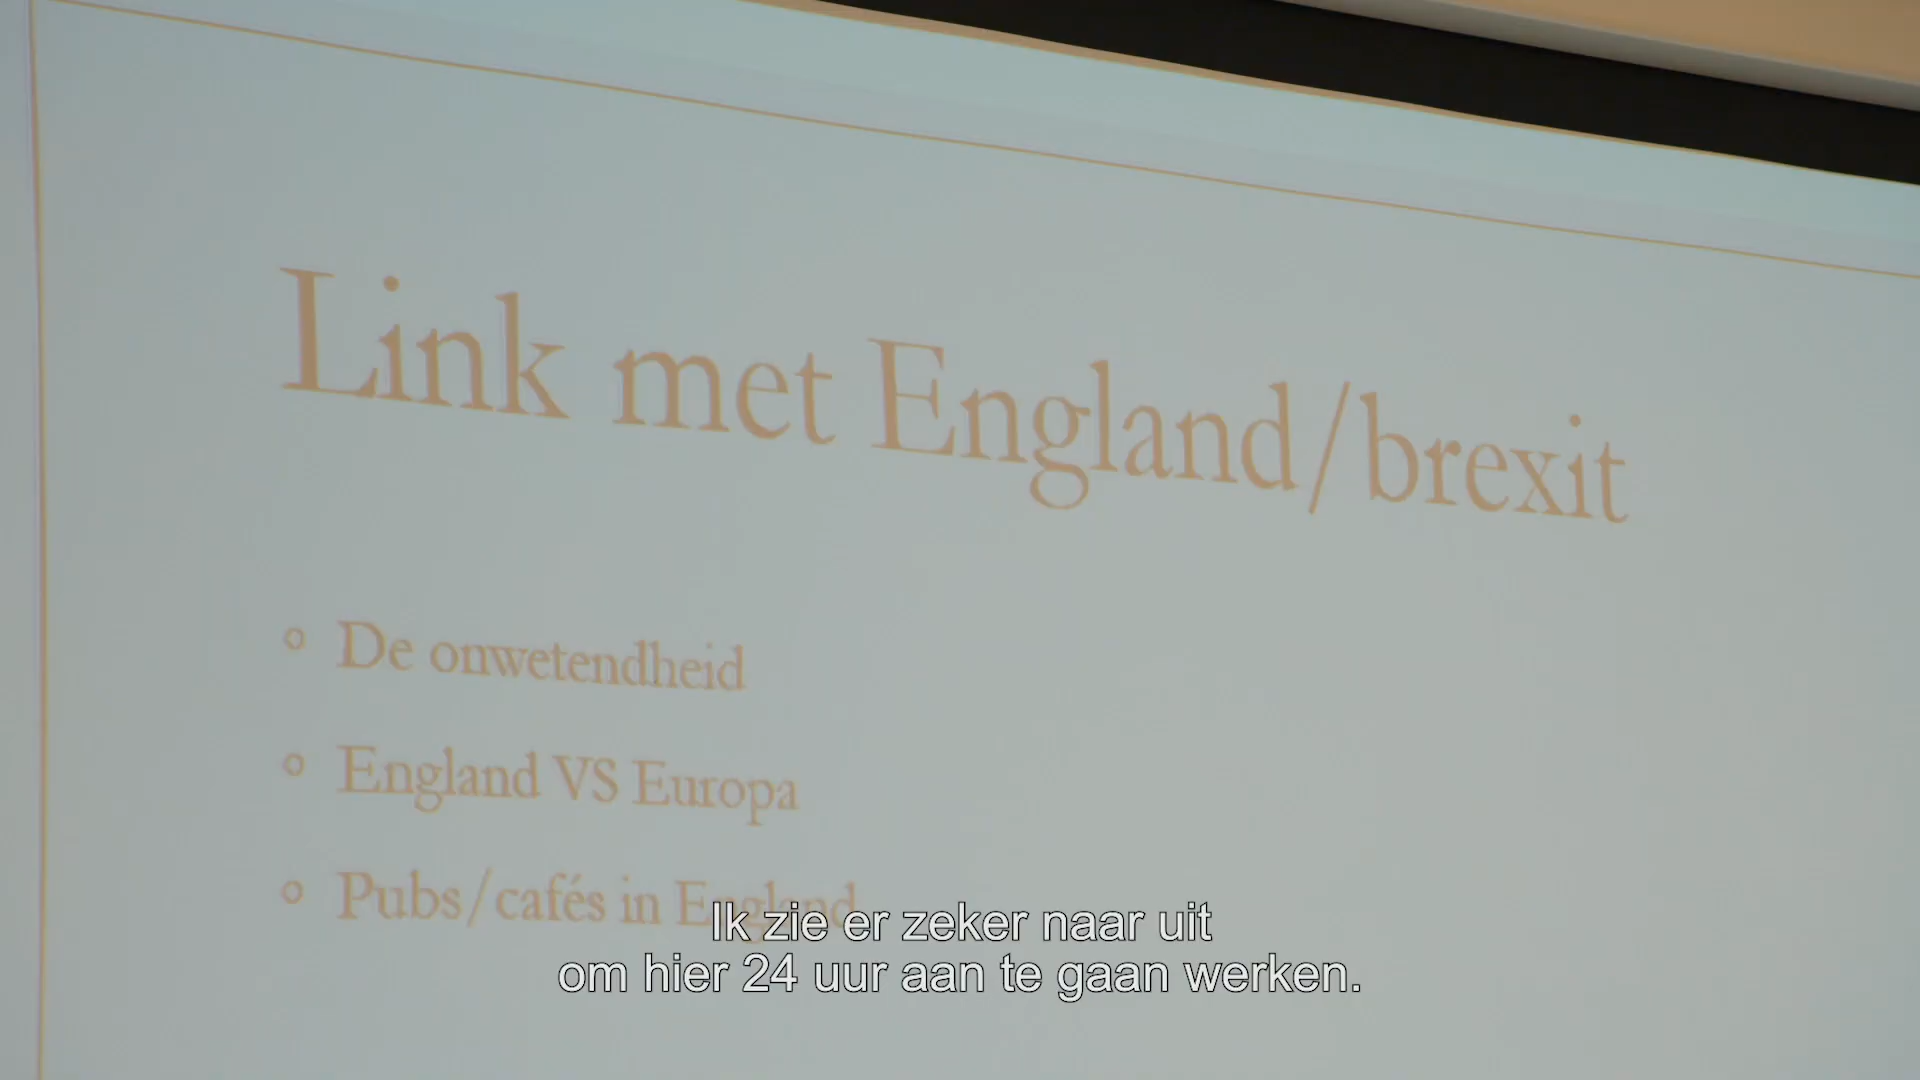 Link met England/brexit
De onwetendheid
England VS Europa
Pubs/cafés in England
Ik zie er zeker naar uit
om hier 24 uur aan te gaan werken.